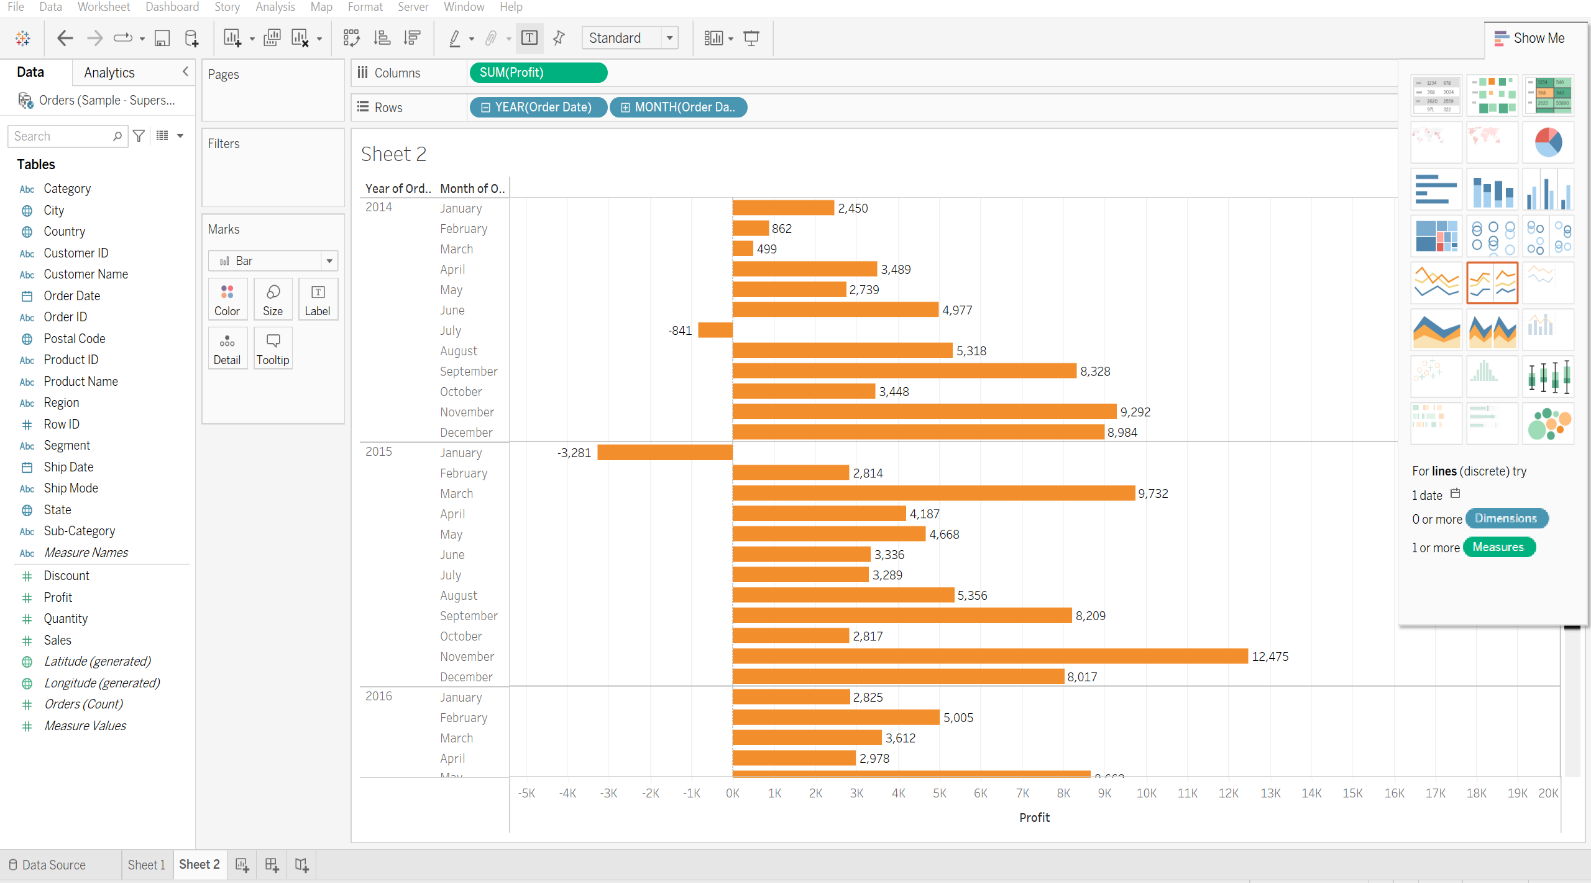 File Data Worksheet Dashboard Story Analysis Map Format Server Window Help
Standard
Show Me
Data Analytics
Orders (Sample - Supers...
Search
Tables
Abc Category
City
Country
Abc Customer ID
Abc Customer Name
Order Date
Abc Order ID
Postal Code
Abc Product ID
Abc Product Name
Abc Region
# Row ID
Abc Segment
Ship Date
Abc Ship Mode
State
Abc Sub-Category
Abc Measure Names
# Discount
# Profit
# Quantity
# Sales
Latitude (generated)
Longitude (generated)
# Orders (Count)
# Measure Values
Pages
Filters
Marks
Bar
Color Size Label
Detail Tooltip
Columns SUM(Profit)
Rows YEAR(Order Date) MONTH(Order Da..
Sheet 2
Year of Ord.. Month of O..
2014 January 2,450
February 862
March 499
April 3,489
May 2,739
June 4,977
July -841
August 5,318
September 8,328
October 3,448
November 9,292
December 8,984
2015 January -3,281
February 2,814
March 9,732
April 4,187
May 4,668
June 3,336
July 3,289
August 5,356
September 8,209
October 2,817
November 12,475
December 8,017
2016 January 2,825
February 5,005
March 3,612
April 2,978
May
-5K -4K -3K -2K -1K 0K 1K 2K 3K 4K 5K 6K 7K 8K 9K 10K 11K 12K 13K 14K 15K 16K 17K 18K 19K 20K
Profit
For lines (discrete) try
1 date
0 or more Dimensions
1 or more Measures
Data Source Sheet 1 Sheet 2